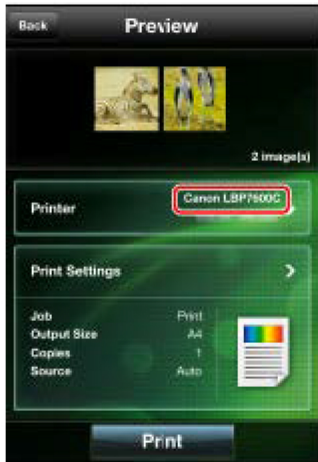 Back Preview
2 image(s)
Printer Canon LBP7600C
Print Settings
Job Print
Output Size A4
Copies 1
Source Auto
Print